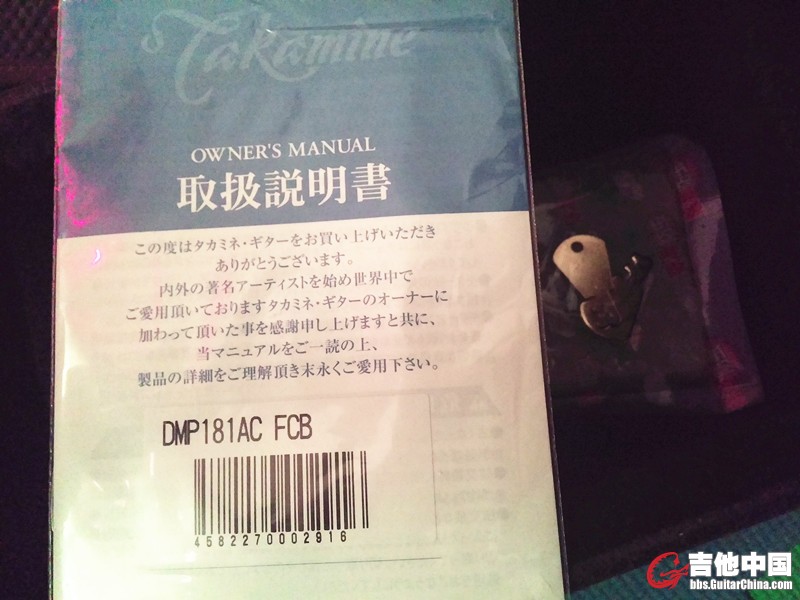 Takamine
OWNER'S MANUAL
取扱説明書
この度はタカミネ・ギターをお買い上げいただき
ありがとうございます。
内外の著名アーティストを始め世界中で
ご愛用頂いておりますタカミネ・ギターのオーナーに
加わって頂いた事を感謝申し上げますと共に、
当マニュアルをご一読の上、
製品の詳細をご理解頂き末永くご愛用下さい。
DMP181AC FCB
4582270002916
吉他中国
bbs.GuitarChina.com